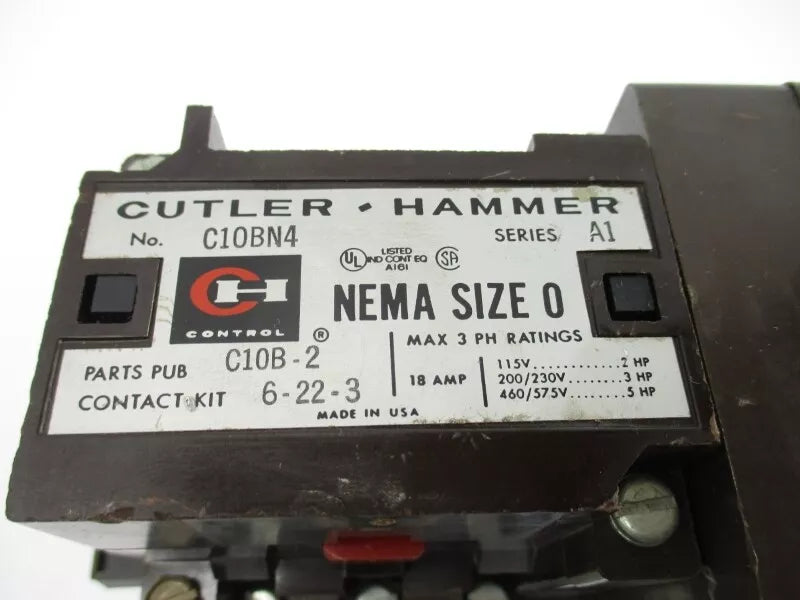 CUTLER • HAMMER
No. C10BN4 SERIES A1
UL LISTED IND CONT EQ A161 SA
CH CONTROL ®
NEMA SIZE 0
PARTS PUB C10B-2
CONTACT KIT 6-22-3
MAX 3 PH RATINGS
18 AMP
115V.............2 HP
200/230V........3 HP
460/575V........5 HP
MADE IN USA